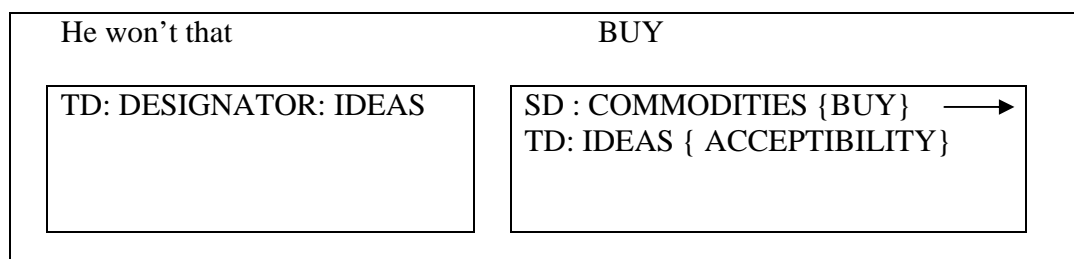 He won’t that BUY
TD: DESIGNATOR: IDEAS SD : COMMODITIES {BUY}
TD: IDEAS { ACCEPTIBILITY}